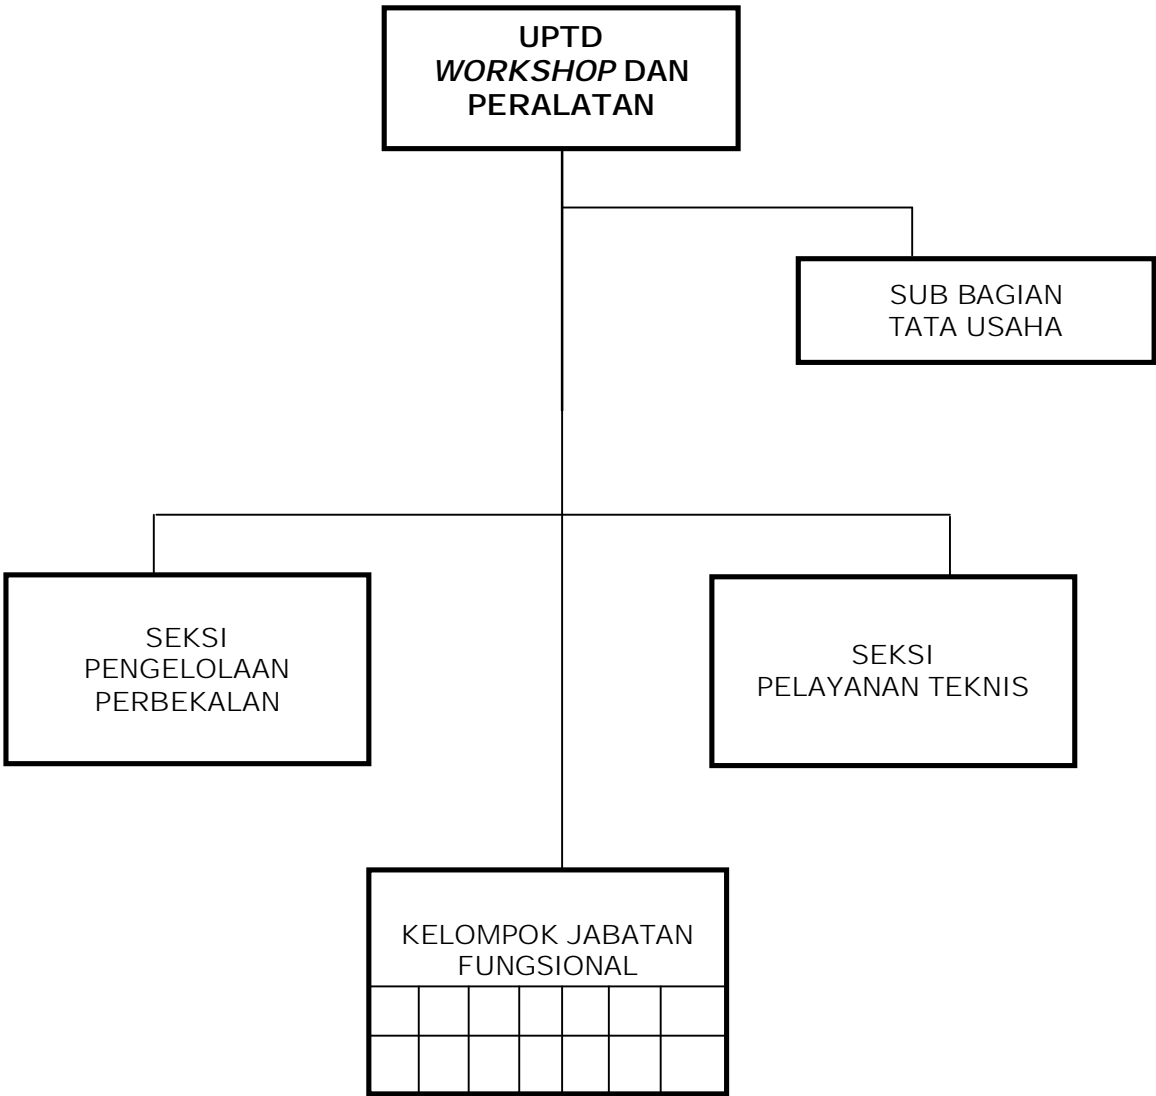 UPTD
WORKSHOP DAN
PERALATAN
SUB BAGIAN
TATA USAHA
SEKSI
PENGELOLAAN
PERBEKALAN
SEKSI
PELAYANAN TEKNIS
KELOMPOK JABATAN
FUNGSIONAL